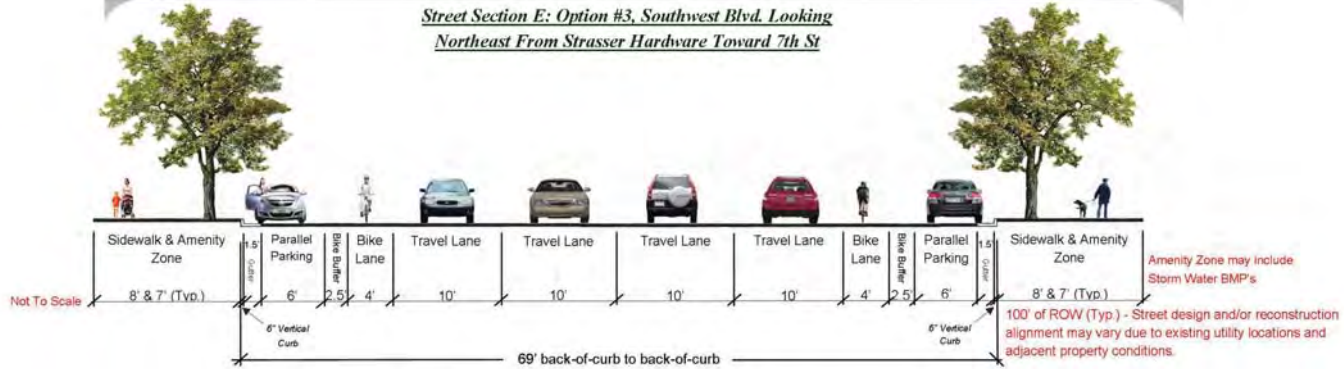 Street Section E: Option #3, Southwest Blvd. Looking
Northeast From Strasser Hardware Toward 7th St
Sidewalk & Amenity
Zone
8' & 7' (Typ.)
1.5'
Gutter
Parallel
Parking
6'
Bike Buffer
2.5'
Bike
Lane
4'
Travel Lane
10'
Travel Lane
10'
Travel Lane
10'
Travel Lane
10'
Bike
Lane
4'
Bike Buffer
2.5'
Parallel
Parking
6'
1.5'
Gutter
Sidewalk & Amenity
Zone
8' & 7' (Typ.)
Not To Scale
Amenity Zone may include
Storm Water BMP's
6" Vertical
Curb
6" Vertical
Curb
100' of ROW (Typ.) - Street design and/or reconstruction
alignment may vary due to existing utility locations and
adjacent property conditions.
69' back-of-curb to back-of-curb